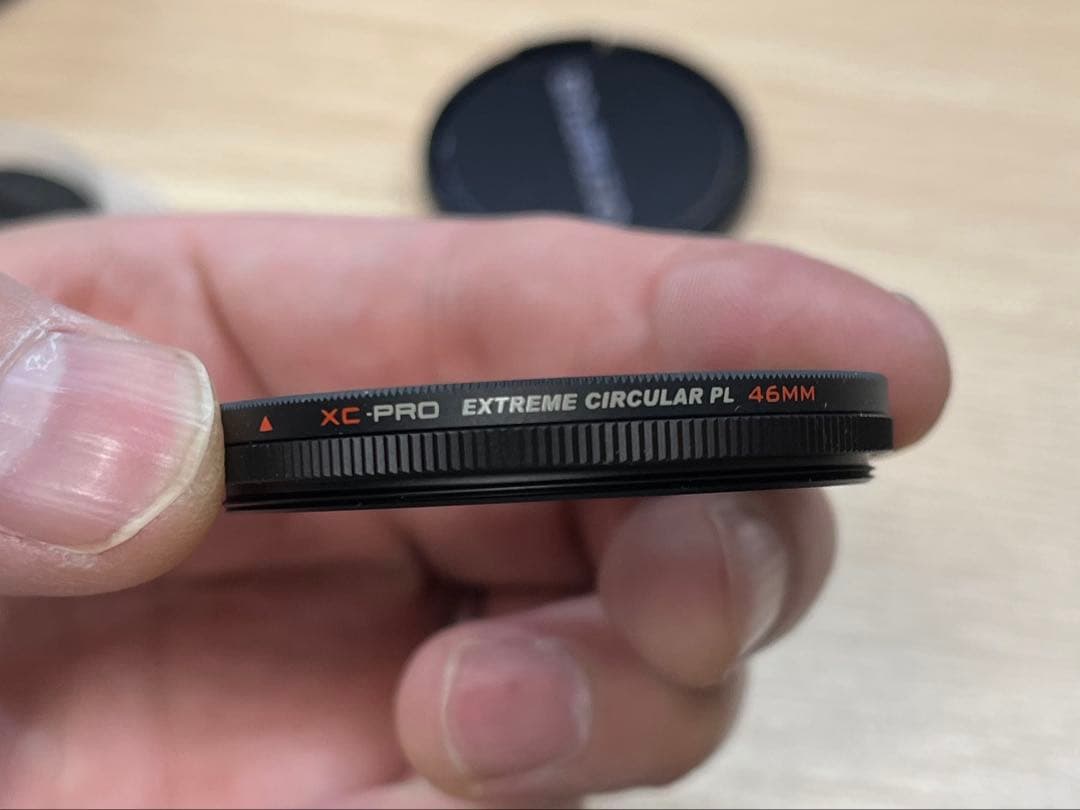 ▲ XC-PRO EXTREME CIRCULAR PL 46MM